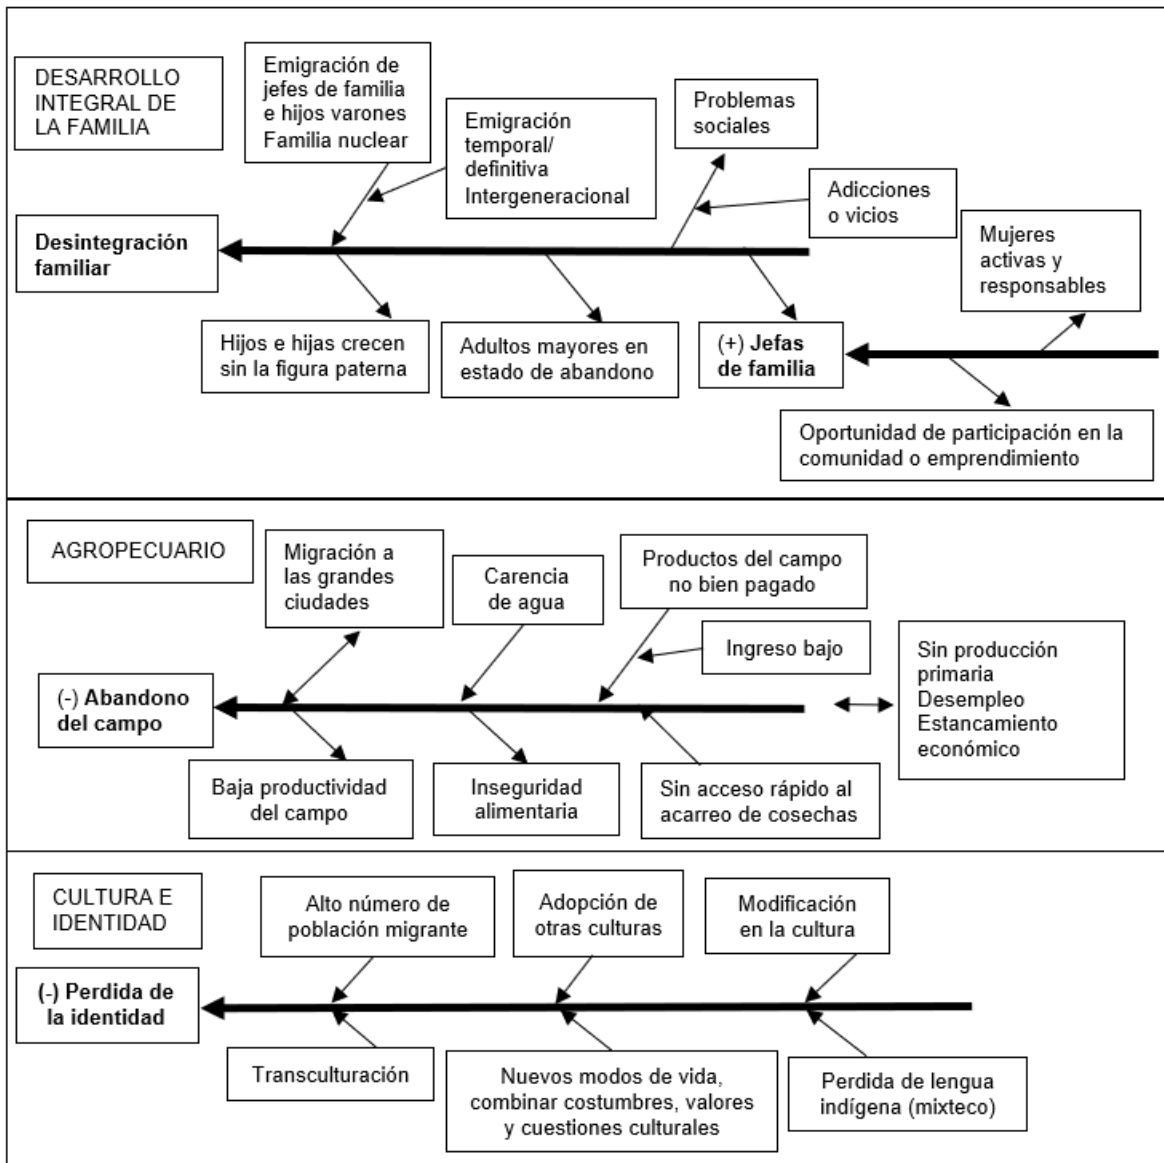 DESARROLLO
INTEGRAL DE
LA FAMILIA
Emigración de
jefes de familia
e hijos varones
Familia nuclear
Emigración
temporal/
definitiva
Intergeneracional
Problemas
sociales
Adicciones
o vicios
Mujeres
activas y
responsables
Desintegración
familiar
Hijos e hijas crecen
sin la figura paterna
Adultos mayores en
estado de abandono
(+) Jefas
de familia
Oportunidad de participación en la
comunidad o emprendimiento
AGROPECUARIO
Migración a
las grandes
ciudades
Carencia
de agua
Productos del campo
no bien pagado
Ingreso bajo
Sin producción
primaria
Desempleo
Estancamiento
económico
(-) Abandono
del campo
Baja productividad
del campo
Inseguridad
alimentaria
Sin acceso rápido al
acarreo de cosechas
CULTURA E
IDENTIDAD
Alto número de
población migrante
Adopción de
otras culturas
Modificación
en la cultura
(-) Perdida de
la identidad
Transculturación
Nuevos modos de vida,
combinar costumbres, valores
y cuestiones culturales
Perdida de lengua
indígena (mixteco)